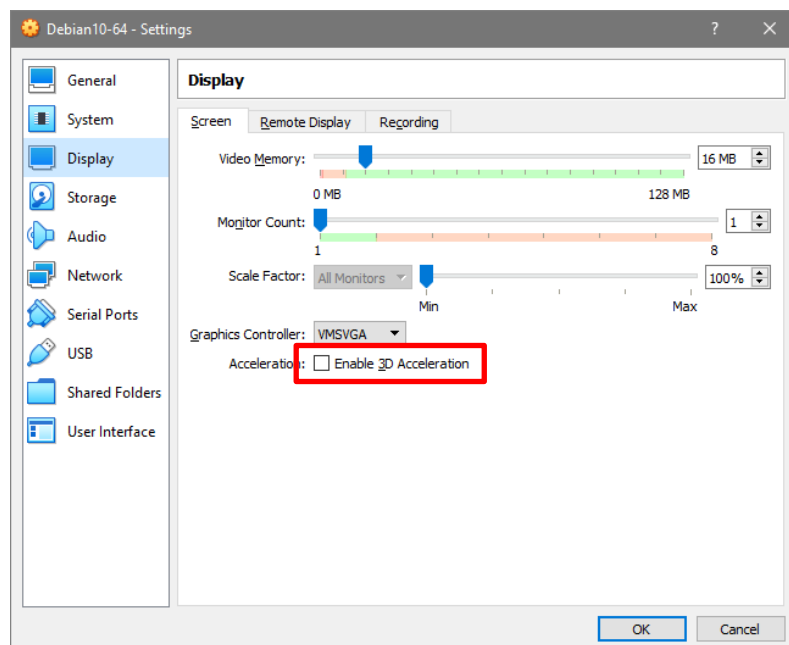 Debian10-64 - Settings ?
General
System
Display
Storage
Audio
Network
Serial Ports
USB
Shared Folders
User Interface
Display
Screen Remote Display Recording
Video Memory: 16 MB
0 MB 128 MB
Monitor Count: 1
1 8
Scale Factor: All Monitors 100%
Min Max
Graphics Controller: VMSVGA
Acceleration: Enable 3D Acceleration
OK Cancel